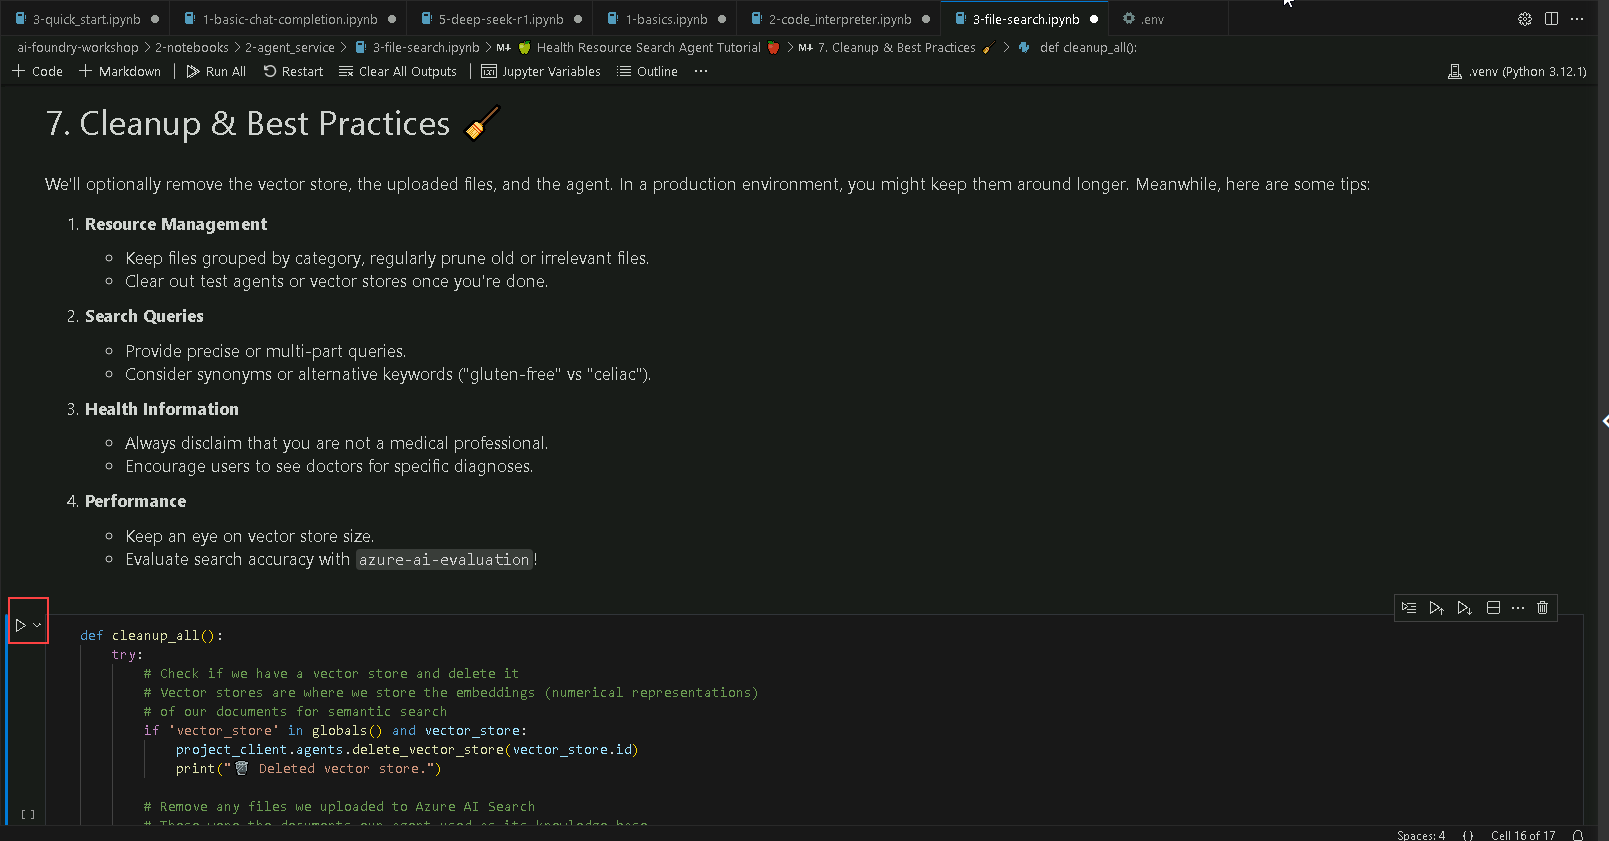 3-quick_start.ipynb 1-basic-chat-completion.ipynb 5-deep-seek-r1.ipynb 1-basics.ipynb 2-code_interpreter.ipynb 3-file-search.ipynb .env
ai-foundry-workshop > 2-notebooks > 2-agent_service > 3-file-search.ipynb > M↓ 🍏 Health Resource Search Agent Tutorial 🍎 > M↓ 7. Cleanup & Best Practices 🧹 > def cleanup_all():
+ Code + Markdown | Run All Restart Clear All Outputs | Jupyter Variables Outline ··· .venv (Python 3.12.1)
7. Cleanup & Best Practices 🧹
We'll optionally remove the vector store, the uploaded files, and the agent. In a production environment, you might keep them around longer. Meanwhile, here are some tips:
1. Resource Management
Keep files grouped by category, regularly prune old or irrelevant files.
Clear out test agents or vector stores once you're done.
2. Search Queries
Provide precise or multi-part queries.
Consider synonyms or alternative keywords ("gluten-free" vs "celiac").
3. Health Information
Always disclaim that you are not a medical professional.
Encourage users to see doctors for specific diagnoses.
4. Performance
Keep an eye on vector store size.
Evaluate search accuracy with azure-ai-evaluation!
def cleanup_all():
try:
# Check if we have a vector store and delete it
# Vector stores are where we store the embeddings (numerical representations)
# of our documents for semantic search
if 'vector_store' in globals() and vector_store:
project_client.agents.delete_vector_store(vector_store.id)
print("🗑️ Deleted vector store.")
# Remove any files we uploaded to Azure AI Search
# These were the documents our agent used as its knowledge base
[ ]
Spaces: 4 {} Cell 16 of 17